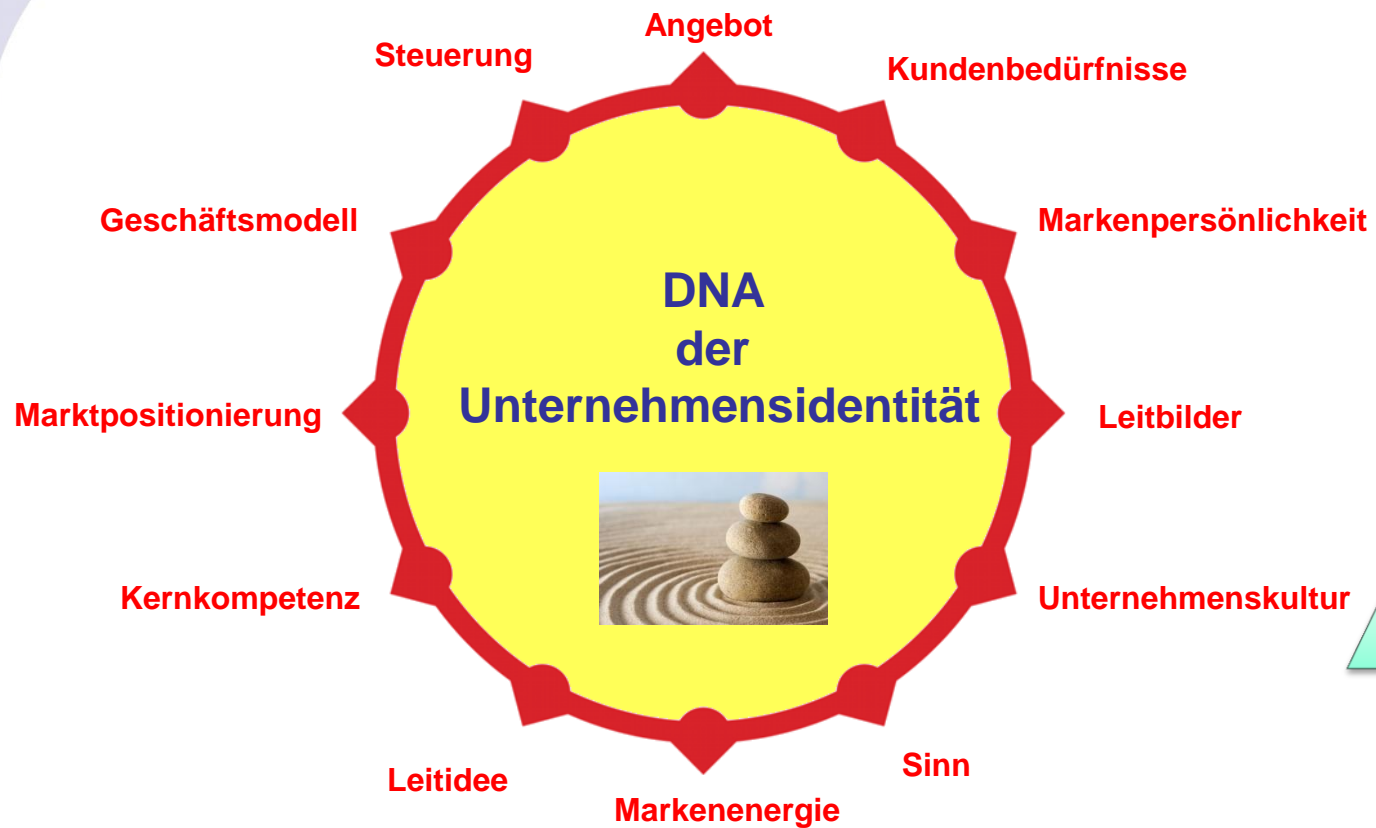 Angebot
Steuerung
Kundenbedürfnisse
Geschäftsmodell
Markenpersönlichkeit
DNA
der
Unternehmensidentität
Marktpositionierung
Leitbilder
Kernkompetenz
Unternehmenskultur
Sinn
Leitidee
Markenenergie